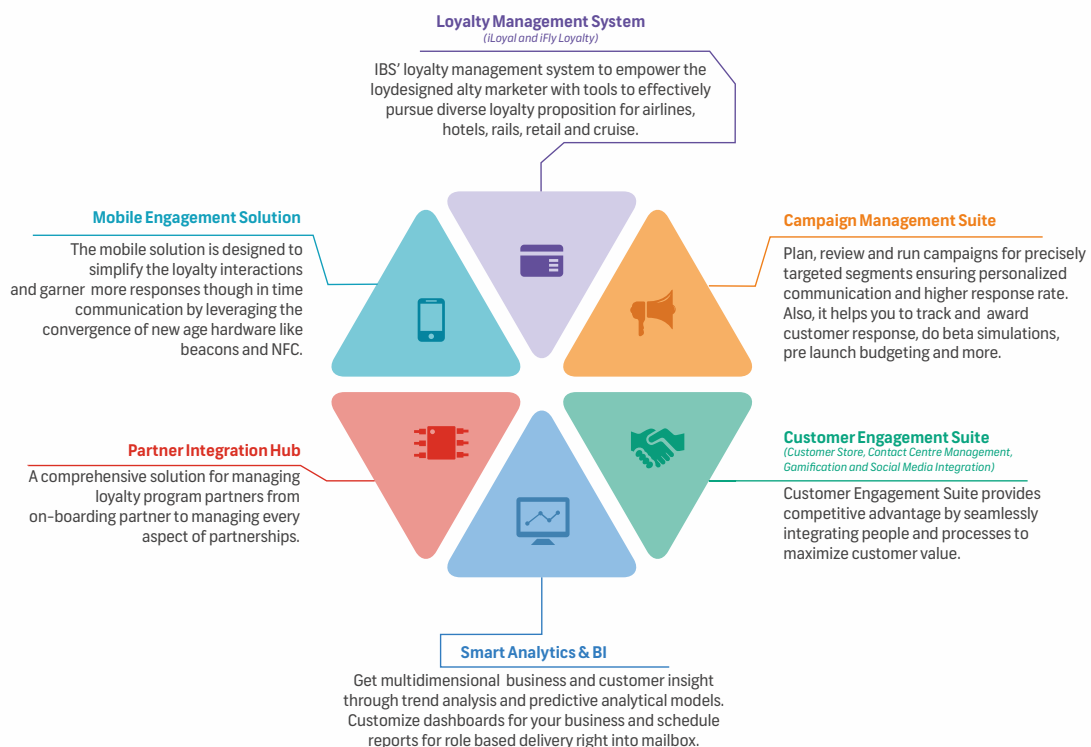 Loyalty Management System
(iLoyal and iFly Loyalty)
IBS' loyalty management system to empower the
loydesigned alty marketer with tools to effectively
pursue diverse loyalty proposition for airlines,
hotels, rails, retail and cruise.
Mobile Engagement Solution
The mobile solution is designed to
simplify the loyalty interactions
and garner more responses though in time
communication by leveraging the
convergence of new age hardware like
beacons and NFC.
Campaign Management Suite
Plan, review and run campaigns for precisely
targeted segments ensuring personalized
communication and higher response rate.
Also, it helps you to track and award
customer response, do beta simulations,
pre launch budgeting and more.
Partner Integration Hub
A comprehensive solution for managing
loyalty program partners from
on-boarding partner to managing every
aspect of partnerships.
Customer Engagement Suite
(Customer Store, Contact Centre Management,
Gamification and Social Media Integration)
Customer Engagement Suite provides
competitive advantage by seamlessly
integrating people and processes to
maximize customer value.
Smart Analytics & BI
Get multidimensional business and customer insight
through trend analysis and predictive analytical models.
Customize dashboards for your business and schedule
reports for role based delivery right into mailbox.